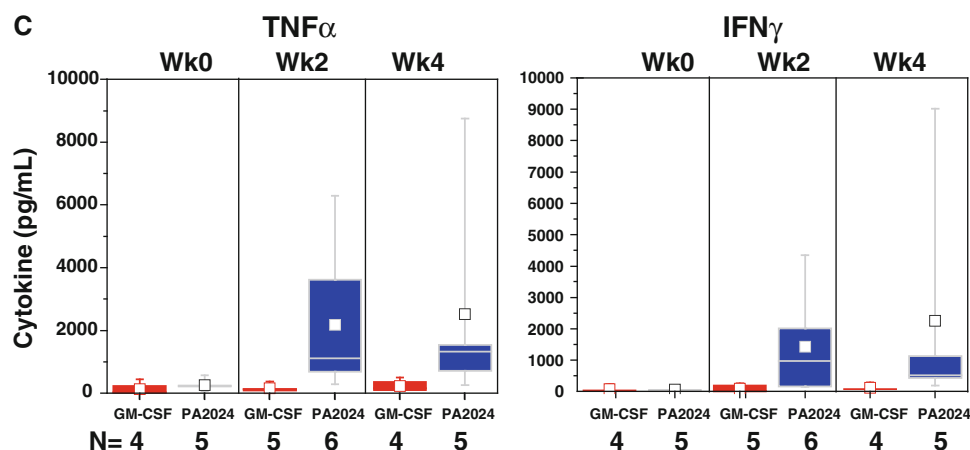 C
TNFα IFNγ
Wk0 Wk2 Wk4 Wk0 Wk2 Wk4
Cytokine (pg/mL)
10000
8000
6000
4000
2000
0
10000
9000
8000
7000
6000
5000
4000
3000
2000
1000
0
GM-CSF PA2024 GM-CSF PA2024 GM-CSF PA2024 GM-CSF PA2024 GM-CSF PA2024 GM-CSF PA2024
N= 4 5 5 6 4 5 4 5 5 6 4 5